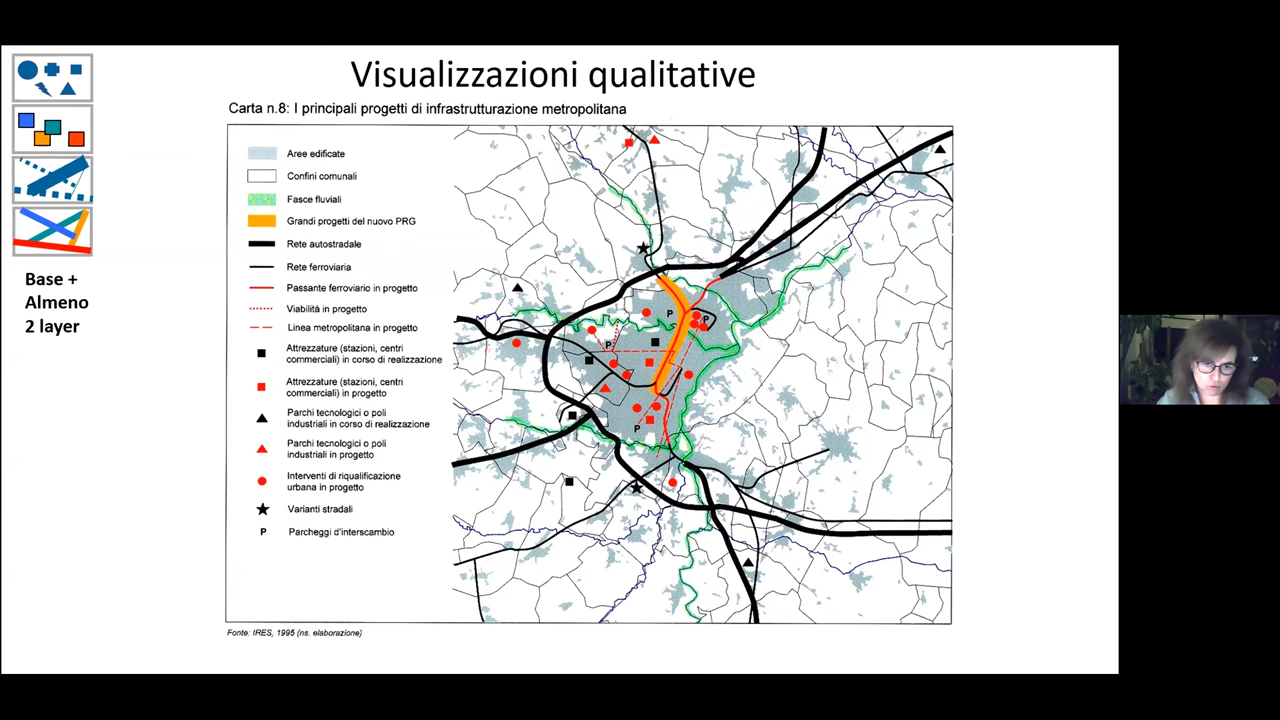 Visualizzazioni qualitative
Carta n.8: I principali progetti di infrastrutturazione metropolitana
Base +
Almeno
2 layer
Aree edificate
Confini comunali
Fasce fluviali
Grandi progetti del nuovo PRG
Rete autostradale
Rete ferroviaria
Passante ferroviario in progetto
Viabilità in progetto
Linea metropolitana in progetto
Attrezzature (stazioni, centri
commerciali) in corso di realizzazione
Attrezzature (stazioni, centri
commerciali) in progetto
Parchi tecnologici o poli
industriali in corso di realizzazione
Parchi tecnologici o poli
industriali in progetto
Interventi di riqualificazione
urbana in progetto
Varianti stradali
P Parcheggi d'interscambio
P
P
P
P
Fonte: IRES, 1995 (ns. elaborazione)